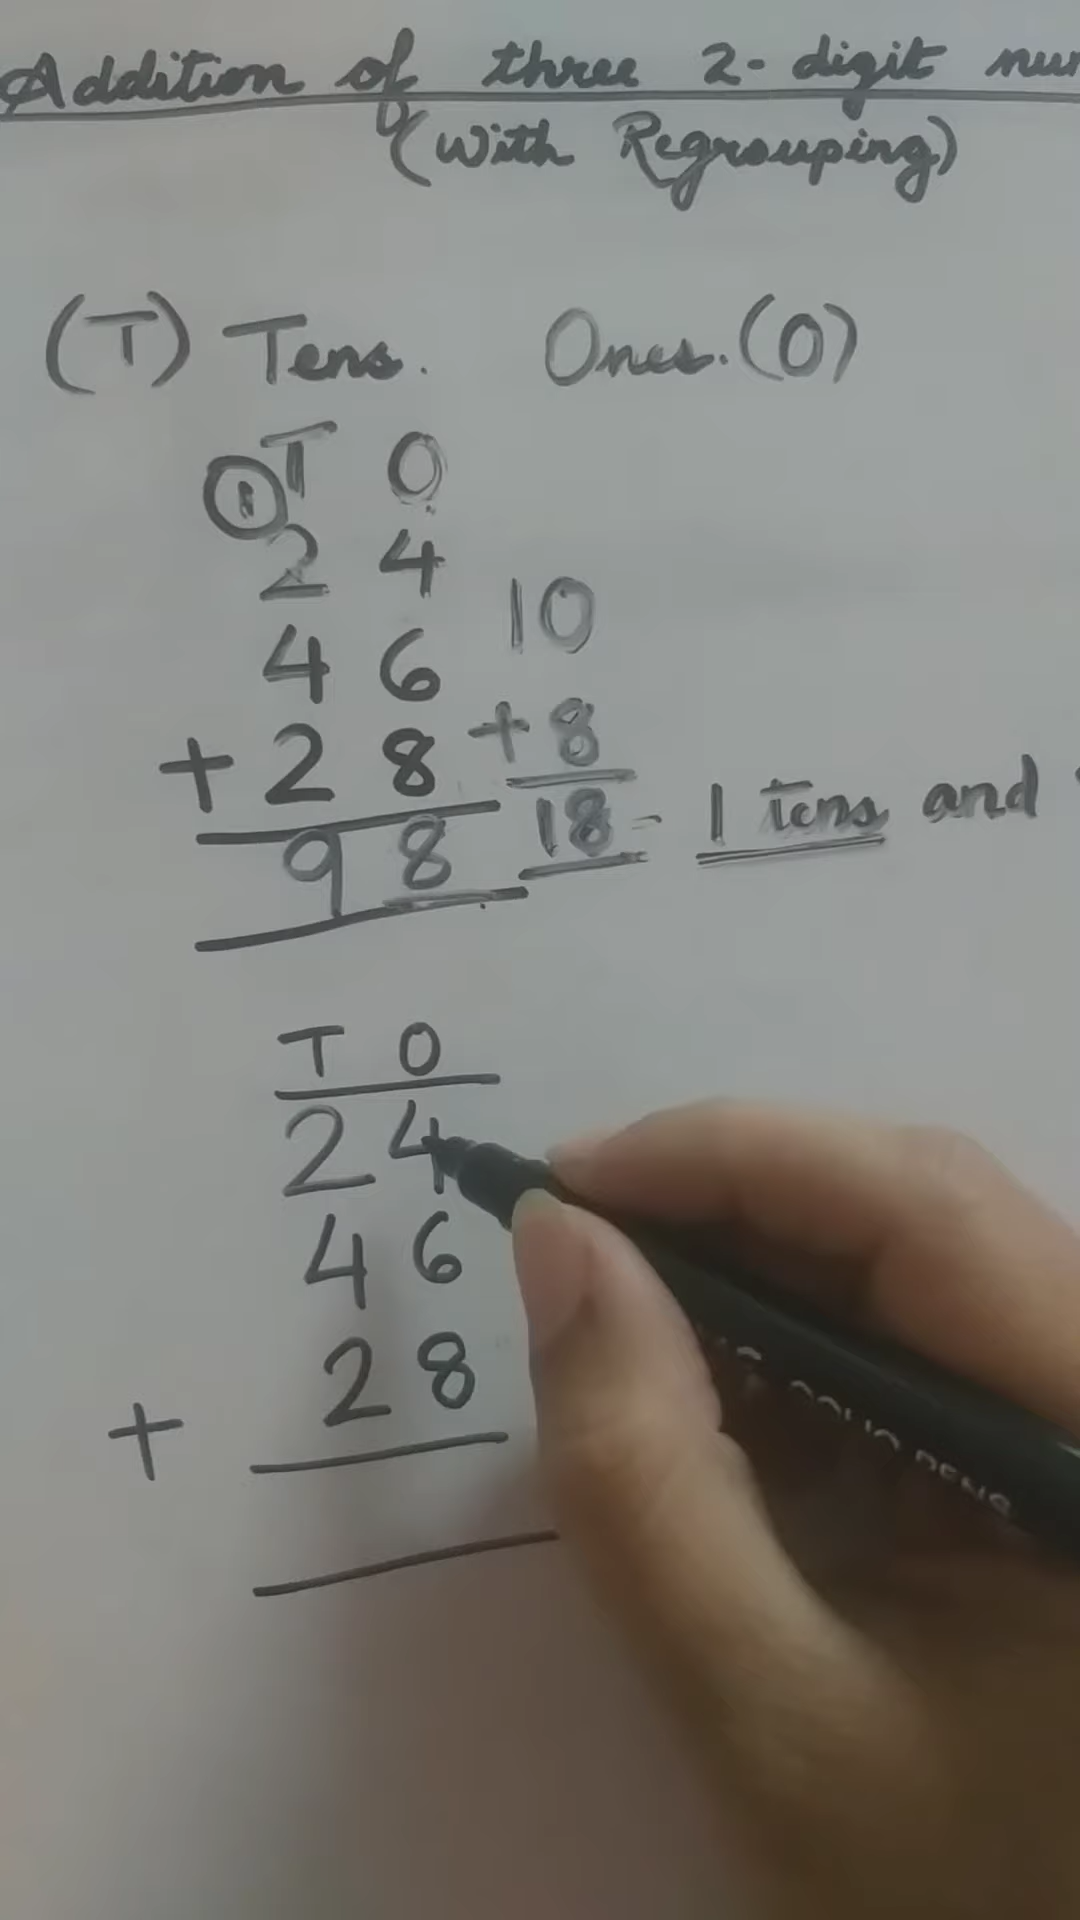 Addition of three 2-digit
(With Regrouping)
(T) Tens. Ones. (O)
T O
1
2 4
4 6 10
+ 2 8 + 8
9 8 18 = 1 Tens and
T O
2 4
4 6
2 8
+